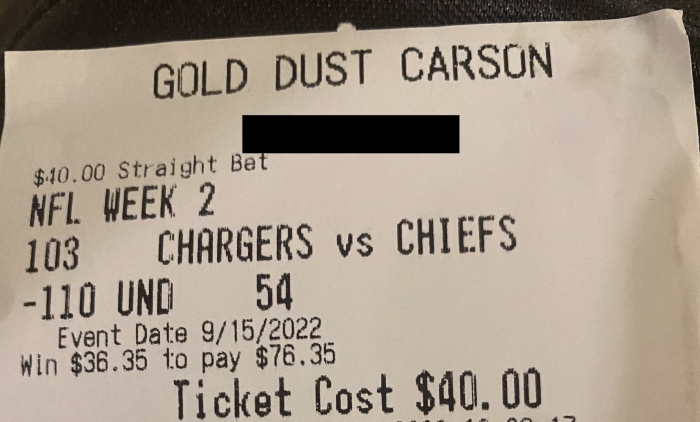 GOLD DUST CARSON
$40.00 Straight Bet
NFL WEEK 2
103 CHARGERS vs CHIEFS
-110 UND 54
Event Date 9/15/2022
Win $36.35 to pay $76.35
Ticket Cost $40.00